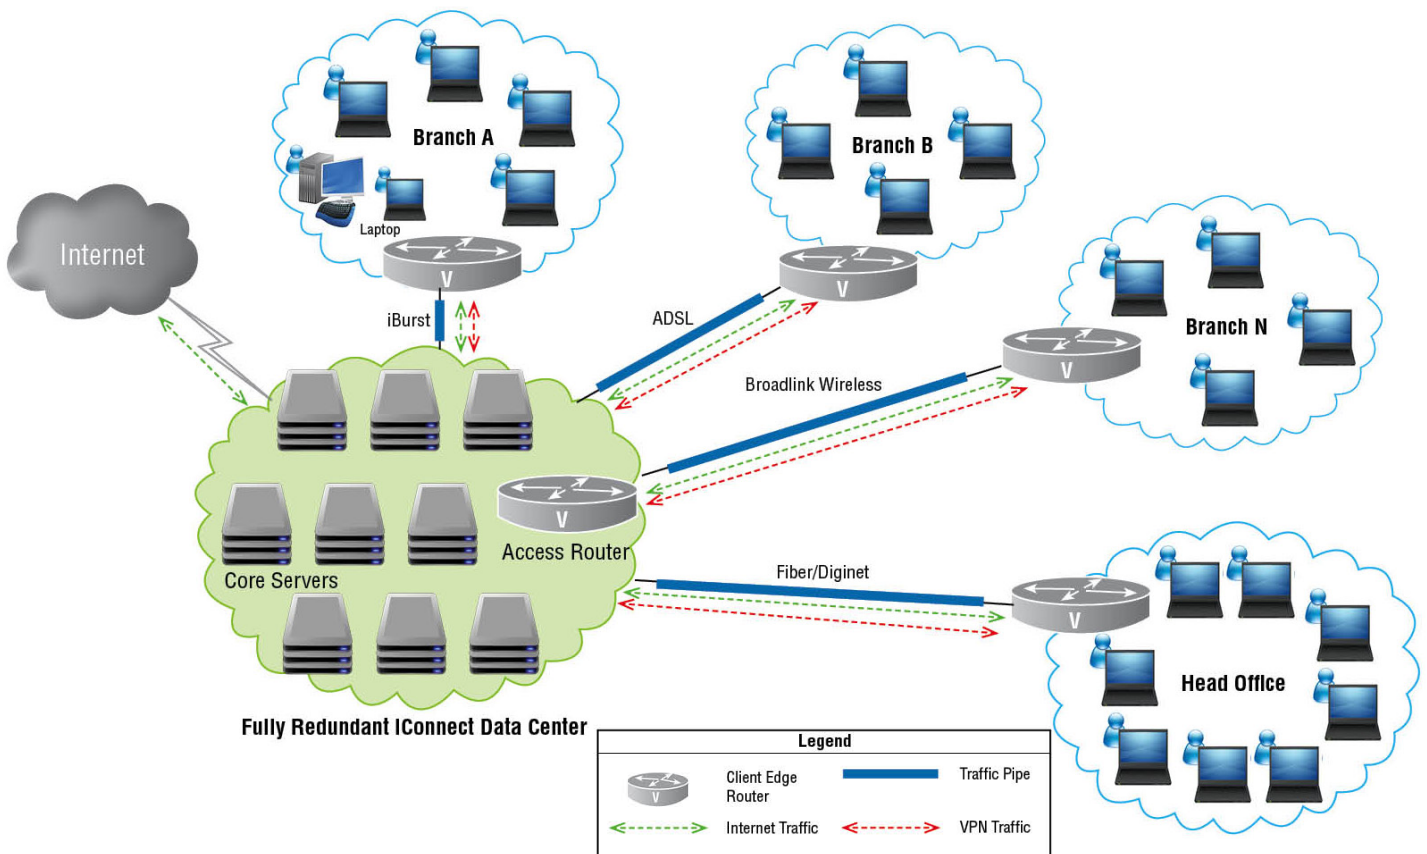 Branch A
Laptop
V
Branch B
V
Internet
iBurst
ADSL
Branch N
V
Broadlink Wireless
V
Access Router
Core Servers
Fiber/Diginet
V
Head Office
Fully Redundant IConnect Data Center
Legend
V
Client Edge
Router
Traffic Pipe
Internet Traffic
VPN Traffic